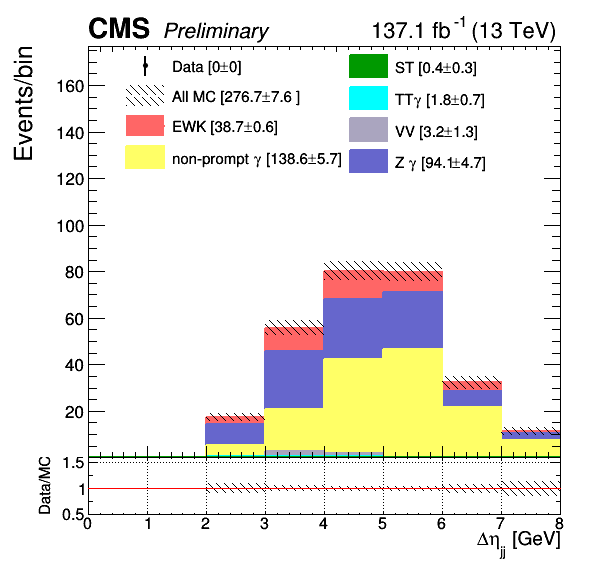 CMS Preliminary 137.1 fb⁻¹ (13 TeV)
Events/bin
Data [0±0]
All MC [276.7±7.6 ]
EWK [38.7±0.6]
non-prompt γ [138.6±5.7]
ST [0.4±0.3]
TTγ [1.8±0.7]
VV [3.2±1.3]
Z γ [94.1±4.7]
160
140
120
100
80
60
40
20
Data/MC
1.5
1
0.5
0 1 2 3 4 5 6 7 8
Δη_jj [GeV]